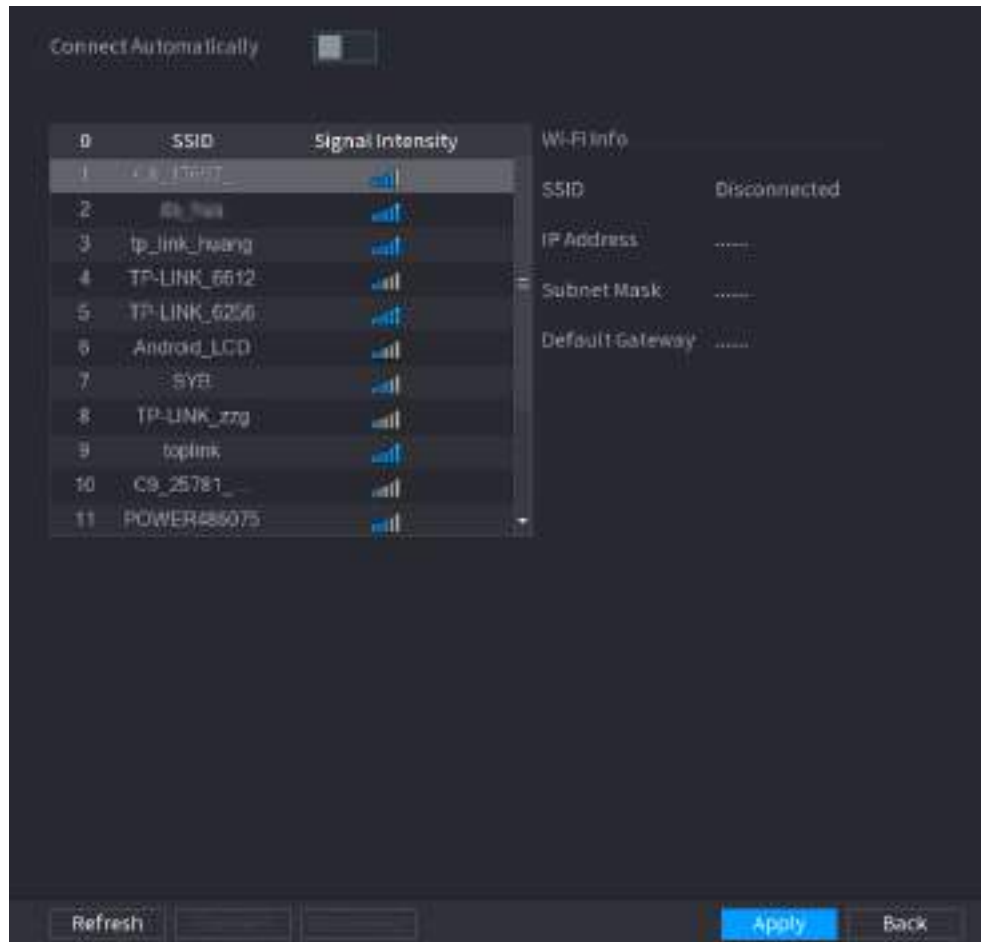 Connect Automatically
0 SSID Signal Intensity
1
2
3 tp_link_huang
4 TP-LINK_6612
5 TP-LINK_6256
6 Android_LCD
7 SYB
8 TP-LINK_zzg
9 toplink
10 C9_25781_...
11 POWER486075
Wi-Fi Info
SSID Disconnected
IP Address ......
Subnet Mask ......
Default Gateway ......
Refresh
Apply Back